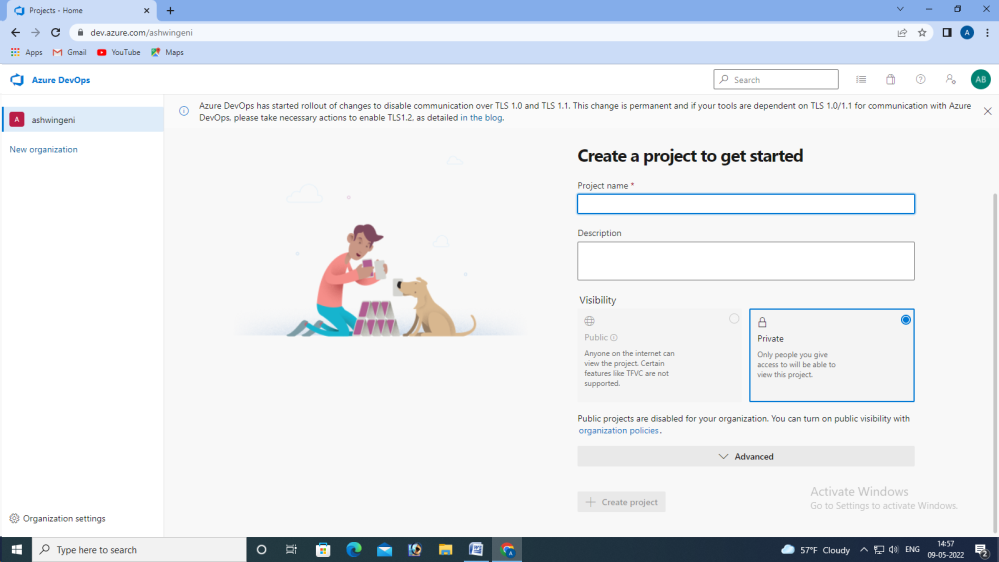 Projects - Home
dev.azure.com/ashwingeni
A
Apps
Gmail
YouTube
Maps
Azure DevOps
Search
AB
A
ashwingeni
New organization
Azure DevOps has started rollout of changes to disable communication over TLS 1.0 and TLS 1.1. This change is permanent and if your tools are dependent on TLS 1.0/1.1 for communication with Azure
DevOps, please take necessary actions to enable TLS1.2, as detailed in the blog.
Create a project to get started
Project name *
Description
Visibility
Public
Anyone on the internet can
view the project. Certain
features like TFVC are not
supported.
Private
Only people you give
access to will be able to
view this project.
Public projects are disabled for your organization. You can turn on public visibility with
organization policies.
Advanced
Create project
Activate Windows
Go to Settings to activate Windows.
Organization settings
Type here to search
57°F Cloudy
ENG
14:57
09-05-2022
2